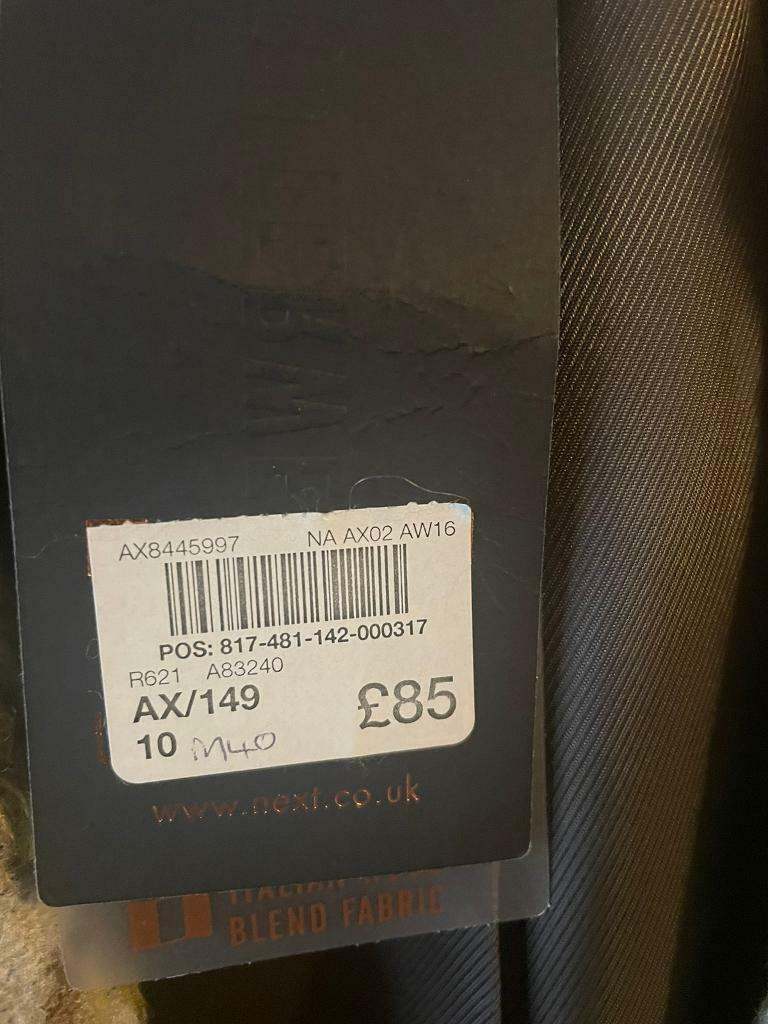 AX8445997 NA AX02 AW16
POS: 817-481-142-000317
R621 A83240
AX/149
£85
10 M40
www.next.co.uk
ITALIAN
BLEND FABRIC